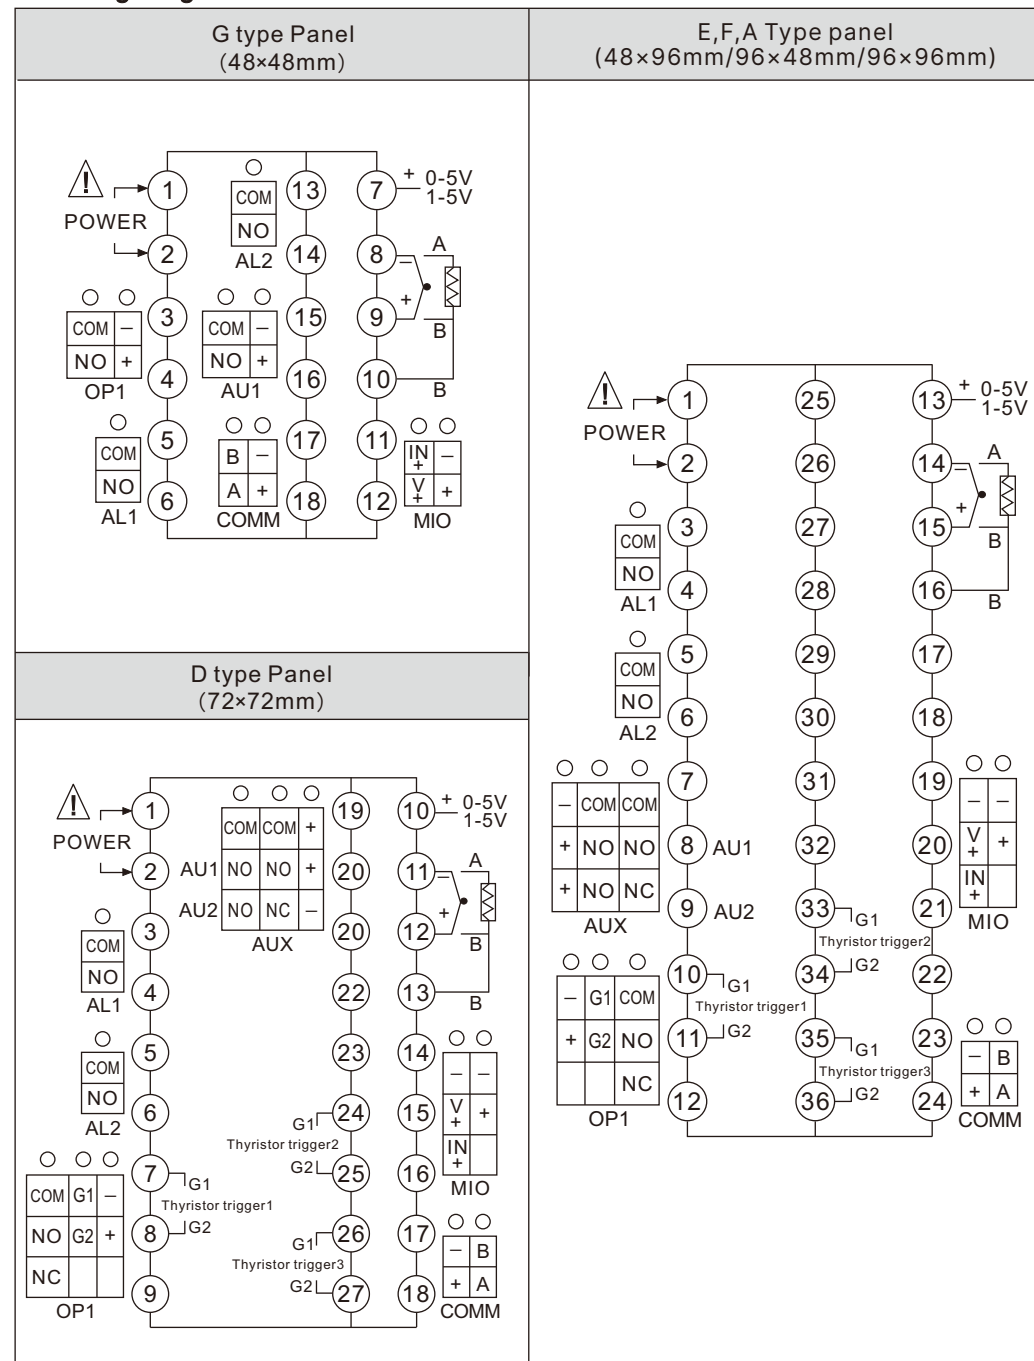 G type Panel
(48×48mm)
1
POWER
2
COM
NO
AL2
13
14
7
+ 0-5V
1-5V
8
A
+
9
B
10
B
3
COM −
NO +
OP1
4
COM −
NO +
AU1
15
16
5
COM
NO
AL1
6
B −
A +
COMM
17
18
11
12
IN+ −
V+ +
MIO
D type Panel
(72×72mm)
1
POWER
2
COM COM +
AU1 NO NO +
AU2 NO NC −
AUX
19
20
20
10
+ 0-5V
1-5V
11
A
+
12
B
13
B
3
COM
NO
AL1
4
5
COM
NO
AL2
6
22
23
24
G1
Thyristor trigger2
G2
25
26
G1
Thyristor trigger3
G2
27
7
G1
Thyristor trigger1
G2
8
9
COM G1 −
NO G2 +
NC
OP1
14
15
16
− −
V+ +
IN+
MIO
17
18
− B
+ A
COMM
E,F,A Type panel
(48×96mm/96×48mm/96×96mm)
1
POWER
2
3
COM
NO
AL1
4
5
COM
NO
AL2
6
7
8 AU1
9 AU2
− COM COM
+ NO NO
+ NO NC
AUX
10
G1
Thyristor trigger1
G2
11
12
− G1 COM
+ G2 NO
NC
OP1
25
26
27
28
29
30
31
32
33
G1
Thyristor trigger2
G2
34
35
G1
Thyristor trigger3
G2
36
13
+ 0-5V
1-5V
14
A
+
15
B
16
B
17
18
19
20
21
− −
V+ +
IN+
MIO
22
23
24
− B
+ A
COMM